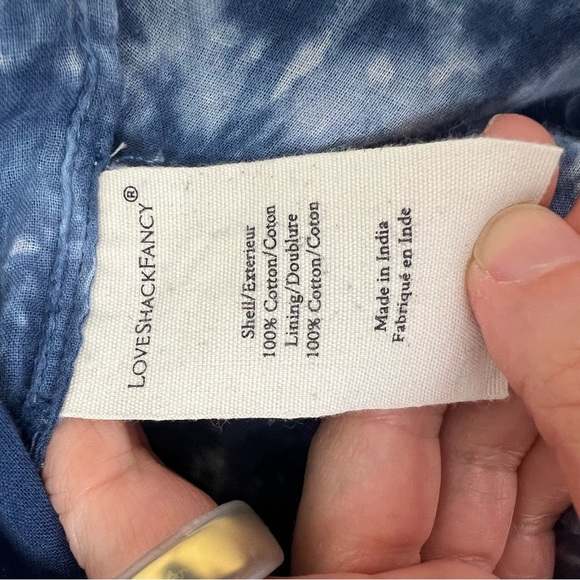 LOVESHACKFANCY®
Shell/Exterieur
100% Cotton/Coton
Lining/Doublure
100% Cotton/Coton
Made in India
Fabriqué en Inde